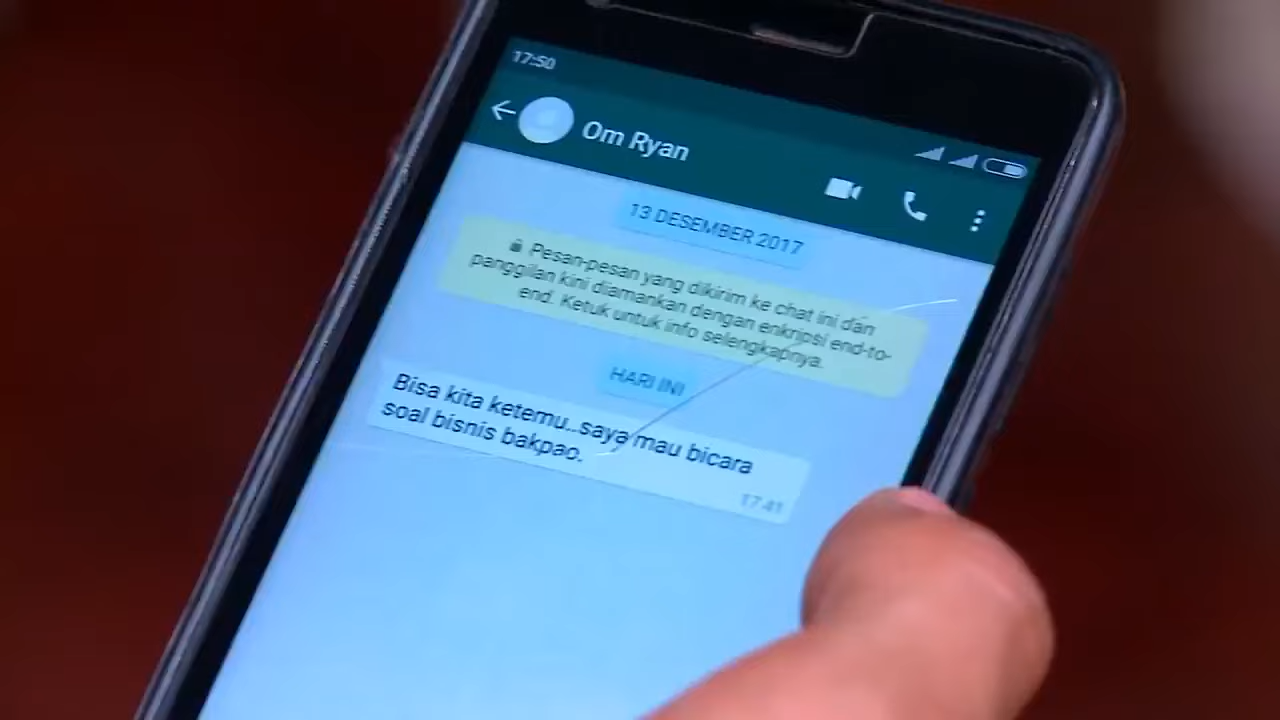 17:50
Om Ryan
13 DESEMBER 2017
Pesan-pesan yang dikirim ke chat ini dan
panggilan kini diamankan dengan enkripsi end-to-
end. Ketuk untuk info selengkapnya.
HARI INI
Bisa kita ketemu..saya mau bicara
soal bisnis bakpao.
17:41